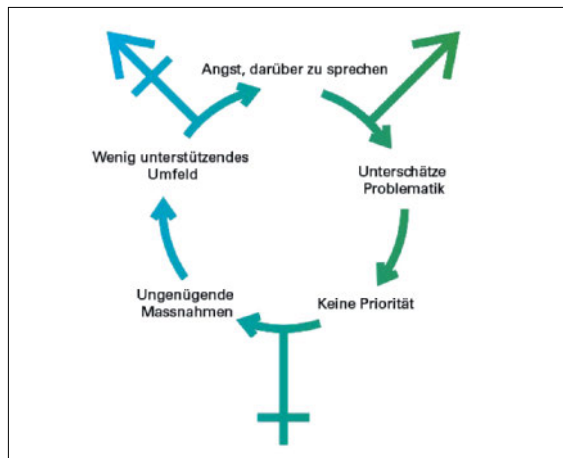 Angst, darüber zu sprechen
Unterschätze
Problematik
Keine Priorität
Ungenügende
Massnahmen
Wenig unterstützendes
Umfeld